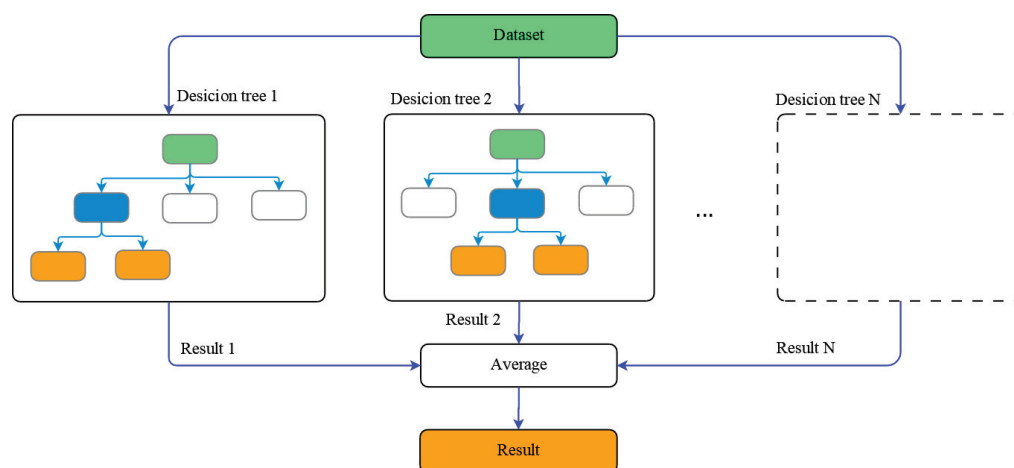 Dataset
Desicion tree 1
Desicion tree 2
Desicion tree N
...
Result 1
Result 2
Result N
Average
Result